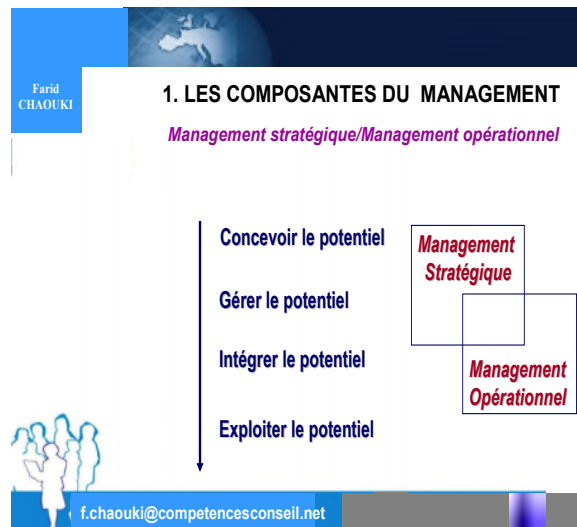 Farid
CHAOUKI
1. LES COMPOSANTES DU MANAGEMENT
Management stratégique/Management opérationnel
Concevoir le potentiel
Gérer le potentiel
Intégrer le potentiel
Exploiter le potentiel
Management
Stratégique
Management
Opérationnel
f.chaouki@competencesconseil.net